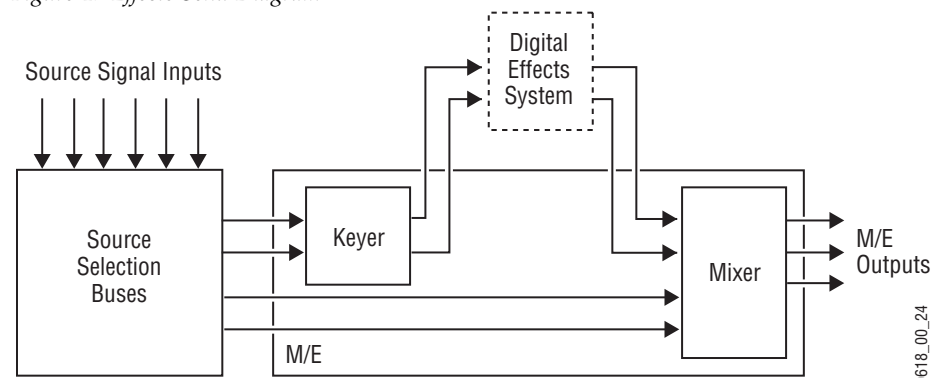 Source Signal Inputs
Digital
Effects
System
Source
Selection
Buses
Keyer
Mixer
M/E
Outputs
M/E
618_00_24